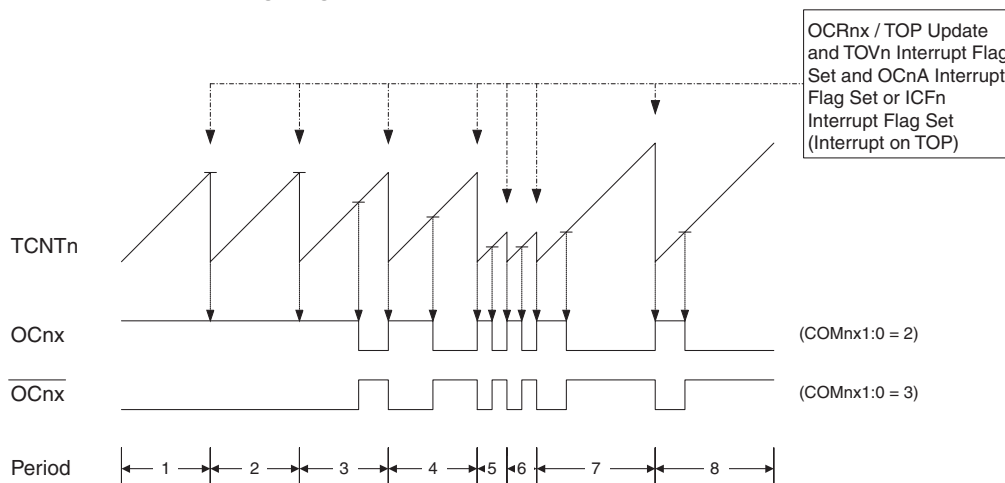 OCRnx / TOP Update
and TOVn Interrupt Flag
Set and OCnA Interrupt
Flag Set or ICFn
Interrupt Flag Set
(Interrupt on TOP)
TCNTn
OCnx
(COMnx1:0 = 2)
OCnx
(COMnx1:0 = 3)
Period 1 2 3 4 5 6 7 8